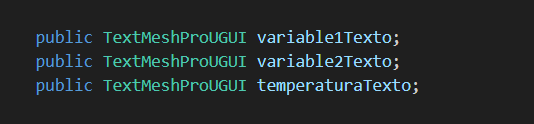 public TextMeshProUGUI variable1Texto;
public TextMeshProUGUI variable2Texto;
public TextMeshProUGUI temperaturaTexto;